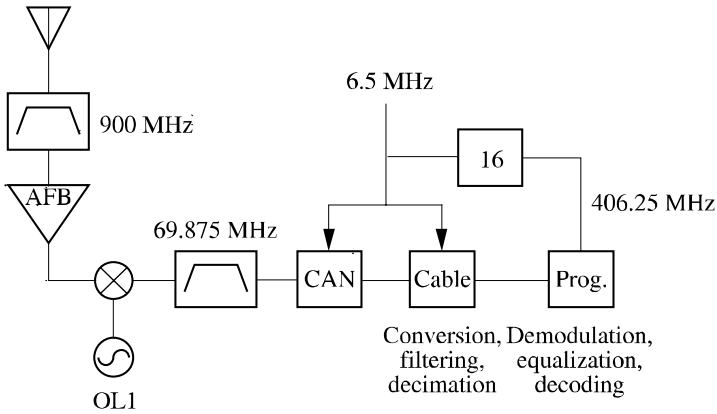 6.5 MHz
900 MHz
16
AFB
406.25 MHz
69.875 MHz
CAN
Cable
Prog.
Conversion,
filtering,
decimation
Demodulation,
equalization,
decoding
OL1